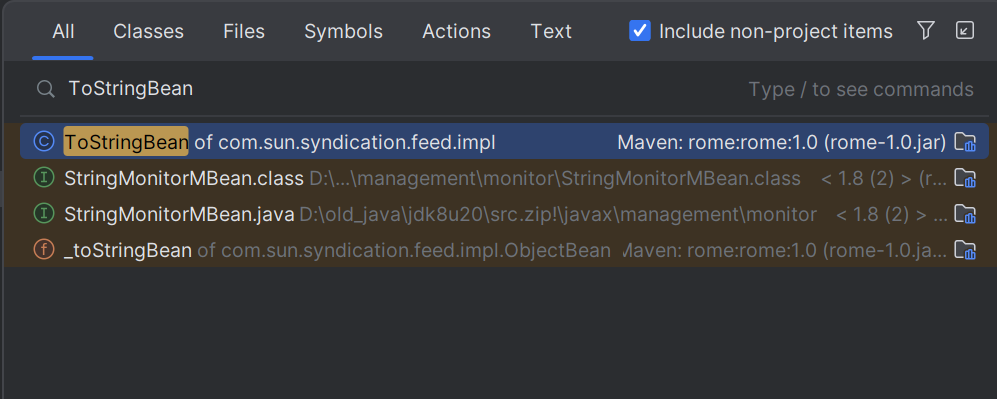 All Classes Files Symbols Actions Text Include non-project items
ToStringBean Type / to see commands
C ToStringBean of com.sun.syndication.feed.impl Maven: rome:rome:1.0 (rome-1.0.jar)
I StringMonitorMBean.class D:\...\management\monitor\StringMonitorMBean.class < 1.8 (2) > (r...
I StringMonitorMBean.java D:\old_java\jdk8u20\src.zip!\javax\management\monitor < 1.8 (2) > ...
f _toStringBean of com.sun.syndication.feed.impl.ObjectBean Maven: rome:rome:1.0 (rome-1.0.ja...